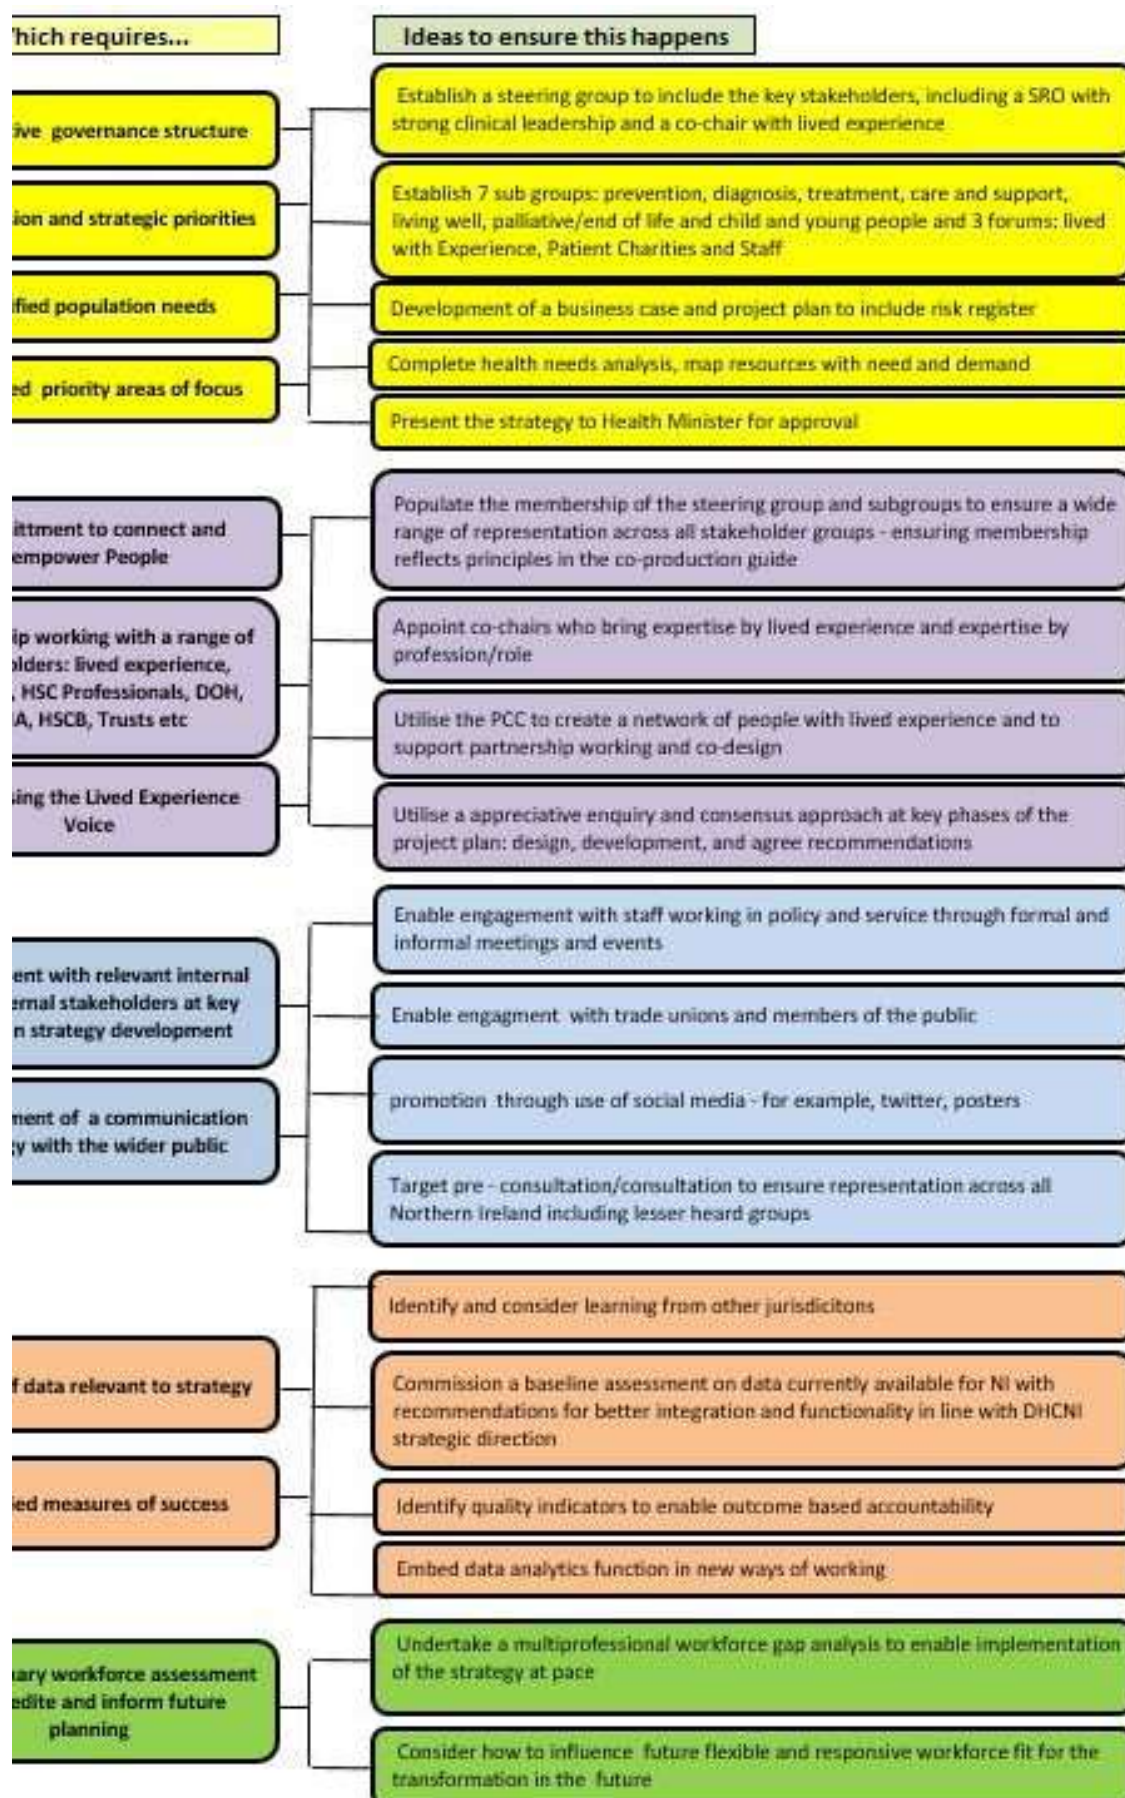 hich requires...
Ideas to ensure this happens
ive governance structure
ion and strategic priorities
ified population needs
ed priority areas of focus
Establish a steering group to include the key stakeholders, including a SRO with
strong clinical leadership and a co-chair with lived experience
Establish 7 sub groups: prevention, diagnosis, treatment, care and support,
living well, palliative/end of life and child and young people and 3 forums: lived
with Experience, Patient Charities and Staff
Development of a business case and project plan to include risk register
Complete health needs analysis, map resources with need and demand
Present the strategy to Health Minister for approval
ittment to connect and
empower People
ip working with a range of
olders: lived experience,
, HSC Professionals, DOH,
A, HSCB, Trusts etc
sing the Lived Experience
Voice
Populate the membership of the steering group and subgroups to ensure a wide
range of representation across all stakeholder groups - ensuring membership
reflects principles in the co-production guide
Appoint co-chairs who bring expertise by lived experience and expertise by
profession/role
Utilise the PCC to create a network of people with lived experience and to
support partnership working and co-design
Utilise a appreciative enquiry and consensus approach at key phases of the
project plan: design, development, and agree recommendations
ent with relevant internal
ernal stakeholders at key
n strategy development
ment of a communication
y with the wider public
Enable engagement with staff working in policy and service through formal and
informal meetings and events
Enable engagment with trade unions and members of the public
promotion through use of social media - for example, twitter, posters
Target pre - consultation/consultation to ensure representation across all
Northern Ireland including lesser heard groups
f data relevant to strategy
ed measures of success
Identify and consider learning from other jurisdicitons
Commission a baseline assessment on data currently available for NI with
recommendations for better integration and functionality in line with DHCNI
strategic direction
Identify quality indicators to enable outcome based accountability
Embed data analytics function in new ways of working
nary workforce assessment
edite and inform future
planning
Undertake a multiprofessional workforce gap analysis to enable implementation
of the strategy at pace
Consider how to influence future flexible and responsive workforce fit for the
transformation in the future